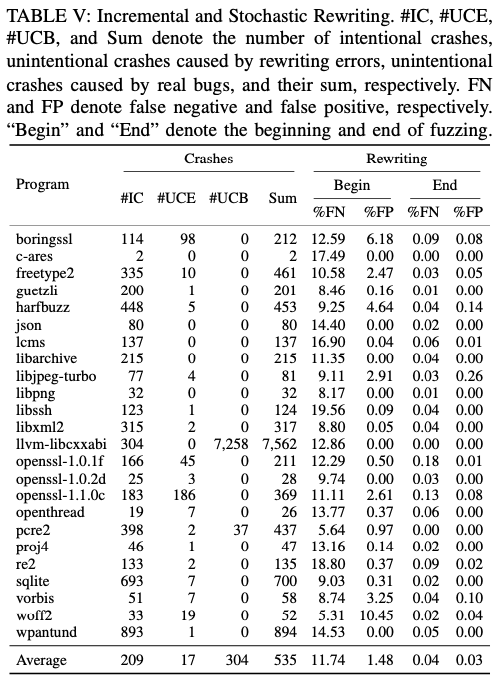 TABLE V: Incremental and Stochastic Rewriting. #IC, #UCE,
#UCB, and Sum denote the number of intentional crashes,
unintentional crashes caused by rewriting errors, unintentional
crashes caused by real bugs, and their sum, respectively. FN
and FP denote false negative and false positive, respectively.
“Begin” and “End” denote the beginning and end of fuzzing.
Crashes Rewriting
Program Begin End
#IC #UCE #UCB Sum
%FN %FP %FN %FP
boringssl 114 98 0 212 12.59 6.18 0.09 0.08
c-ares 2 0 0 2 17.49 0.00 0.00 0.00
freetype2 335 10 0 461 10.58 2.47 0.03 0.05
guetzli 200 1 0 201 8.46 0.16 0.01 0.00
harfbuzz 448 5 0 453 9.25 4.64 0.04 0.14
json 80 0 0 80 14.40 0.00 0.02 0.00
lcms 137 0 0 137 16.90 0.04 0.06 0.01
libarchive 215 0 0 215 11.35 0.00 0.04 0.00
libjpeg-turbo 77 4 0 81 9.11 2.91 0.03 0.26
libpng 32 0 0 32 8.17 0.00 0.01 0.00
libssh 123 1 0 124 19.56 0.09 0.04 0.00
libxml2 315 2 0 317 8.80 0.05 0.04 0.00
llvm-libcxxabi 304 0 7,258 7,562 12.86 0.00 0.00 0.00
openssl-1.0.1f 166 45 0 211 12.29 0.50 0.18 0.01
openssl-1.0.2d 25 3 0 28 9.74 0.00 0.03 0.00
openssl-1.1.0c 183 186 0 369 11.11 2.61 0.13 0.08
openthread 19 7 0 26 13.77 0.37 0.06 0.00
pcre2 398 2 37 437 5.64 0.97 0.00 0.00
proj4 46 1 0 47 13.16 0.14 0.02 0.00
re2 133 2 0 135 18.80 0.37 0.09 0.02
sqlite 693 7 0 700 9.03 0.31 0.02 0.00
vorbis 51 7 0 58 8.74 3.25 0.04 0.10
woff2 33 19 0 52 5.31 10.45 0.02 0.04
wpantund 893 1 0 894 14.53 0.00 0.05 0.00
Average 209 17 304 535 11.74 1.48 0.04 0.03